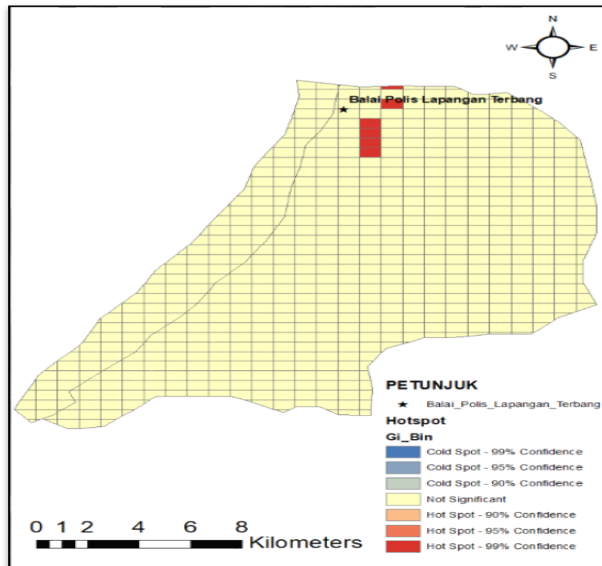 N
W E
S
Balai Polis Lapangan Terbang
PETUNJUK
Balai_Polis_Lapangan_Terbang
Hotspot
Gi_Bin
Cold Spot - 99% Confidence
Cold Spot - 95% Confidence
Cold Spot - 90% Confidence
Not Significant
Hot Spot - 90% Confidence
Hot Spot - 95% Confidence
Hot Spot - 99% Confidence
0 1 2 4 6 8
Kilometers